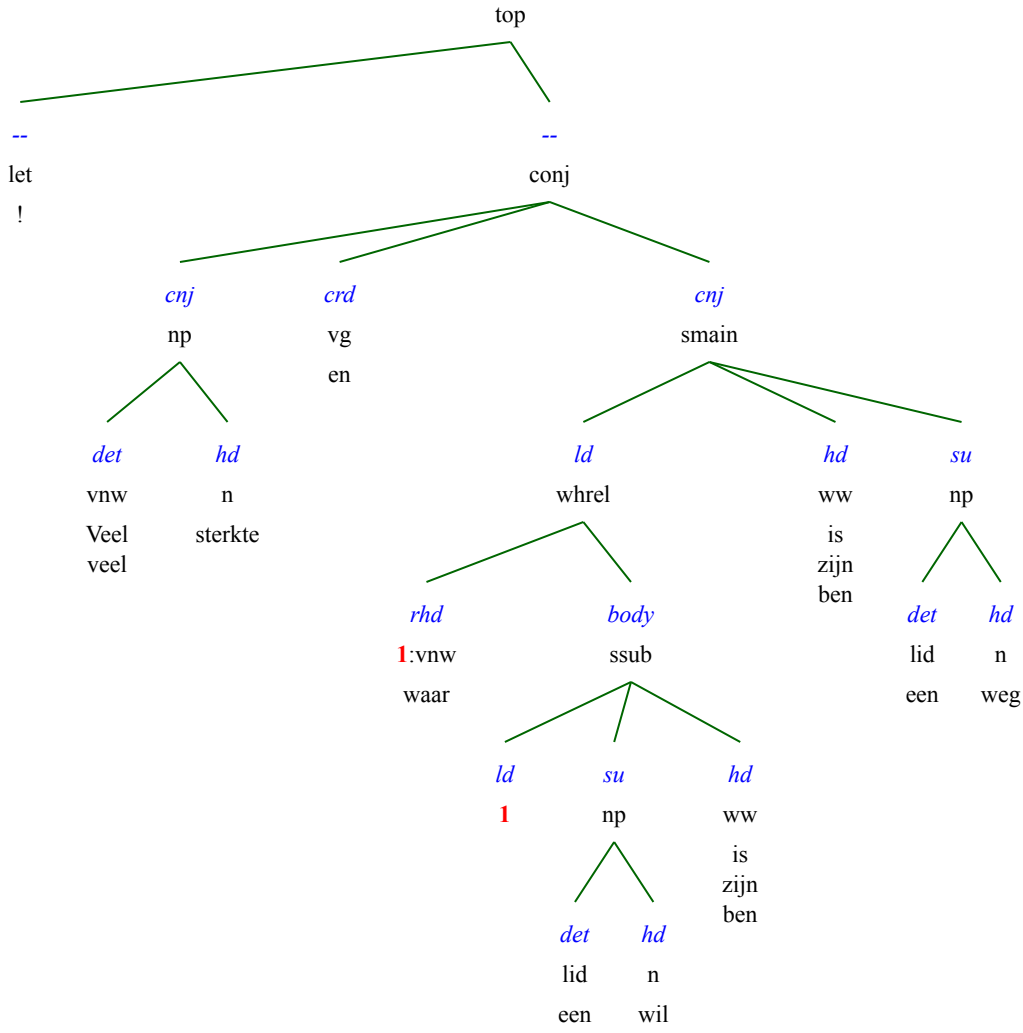 top
-- --
let conj
!
cnj crd cnj
np vg smain
en
det hd ld hd su
vnw n whrel ww np
Veel sterkte is
veel zijn
ben
rhd body det hd
1:vnw ssub lid n
waar een weg
ld su hd
1 np ww
is
zijn
ben
det hd
lid n
een wil